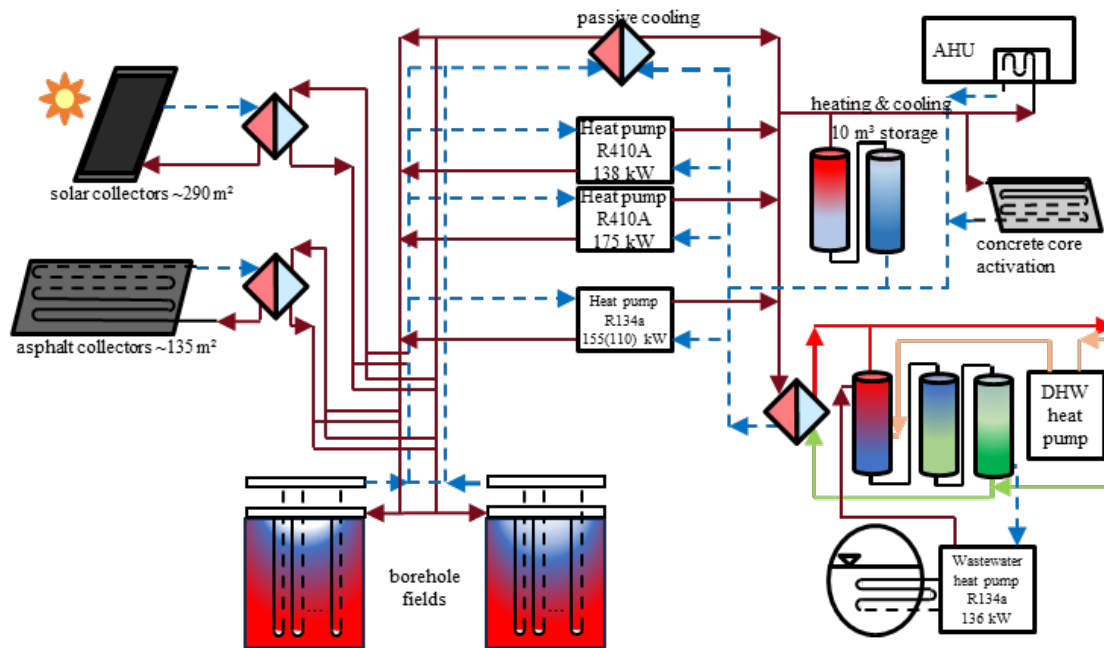 passive cooling
AHU
heating & cooling
10 m³ storage
Heat pump
R410A
138 kW
solar collectors ~290 m²
Heat pump
R410A
175 kW
concrete core
activation
Heat pump
R134a
155(110) kW
asphalt collectors ~135 m²
DHW
heat
pump
borehole
fields
...
...
Wastewater
heat pump
R134a
136 kW